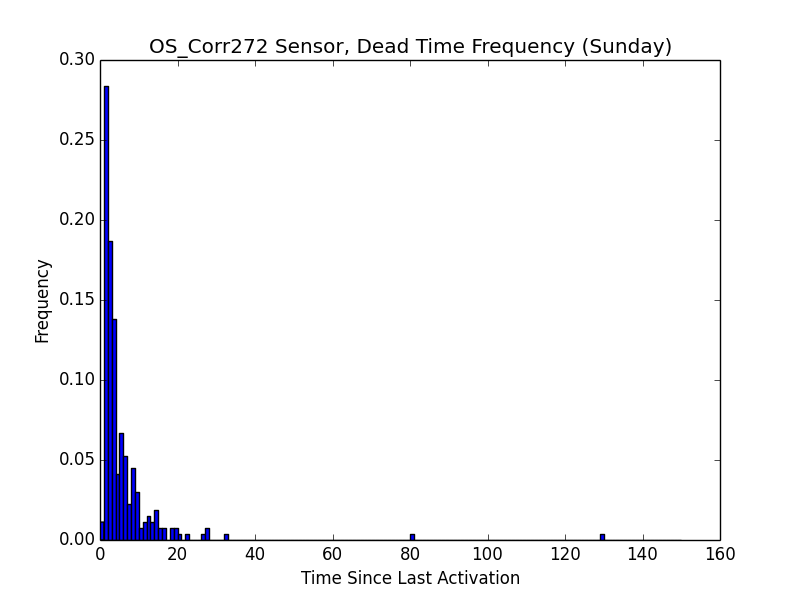 OS_Corr272 Sensor, Dead Time Frequency (Sunday)
0.30
0.25
0.20
0.15
0.10
0.05
0.00
Frequency
0 20 40 60 80 100 120 140 160
Time Since Last Activation